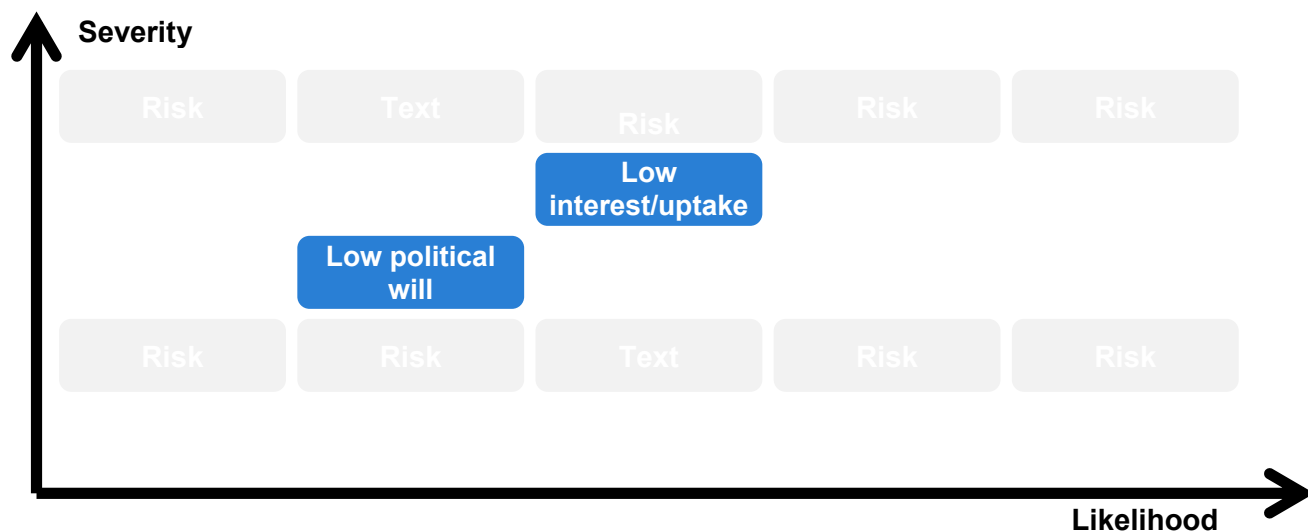 Severity
Risk
Text
Risk
Risk
Risk
Low
interest/uptake
Low political
will
Risk
Risk
Text
Risk
Risk
Likelihood